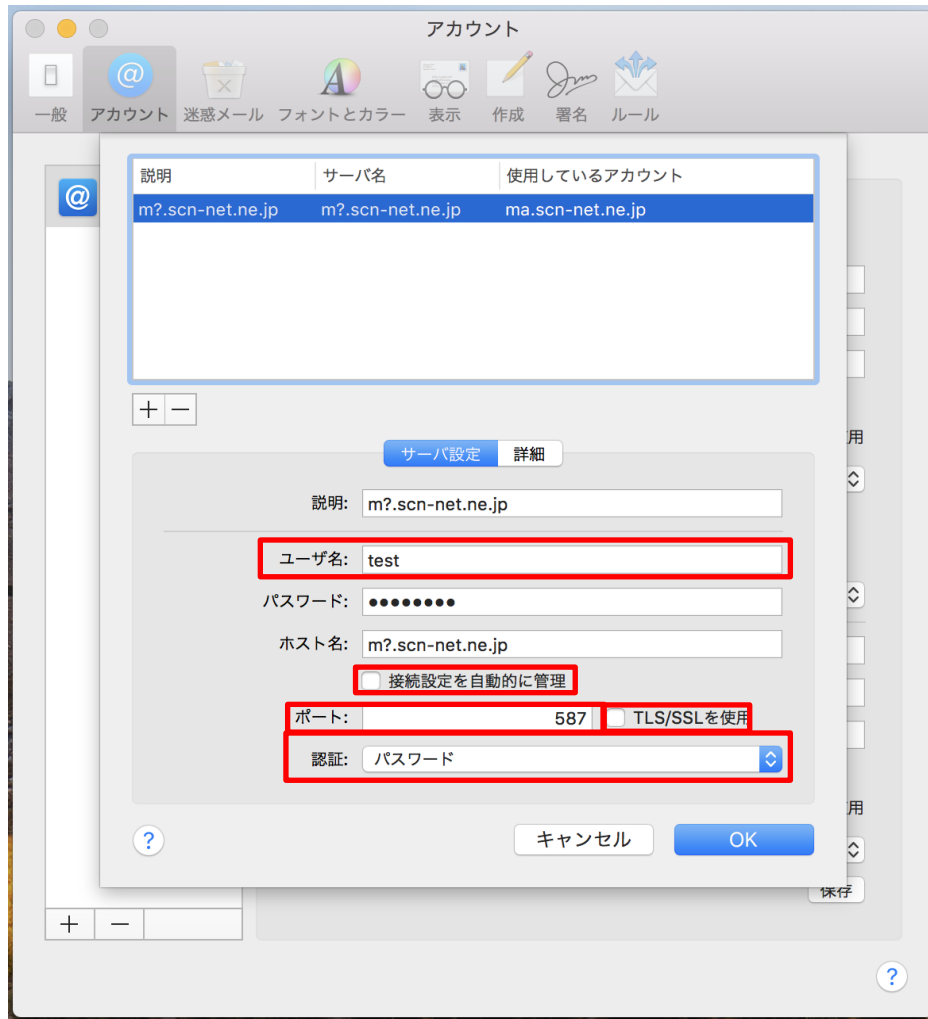 アカウント
一般 アカウント 迷惑メール フォントとカラー 表示 作成 署名 ルール
説明 サーバ名 使用しているアカウント
m?.scn-net.ne.jp m?.scn-net.ne.jp ma.scn-net.ne.jp
用
サーバ設定 詳細
説明: m?.scn-net.ne.jp
ユーザ名: test
パスワード: ●●●●●●●●
ホスト名: m?.scn-net.ne.jp
接続設定を自動的に管理
ポート: 587 TLS/SSLを使用
認証: パスワード
用
キャンセル OK
保存